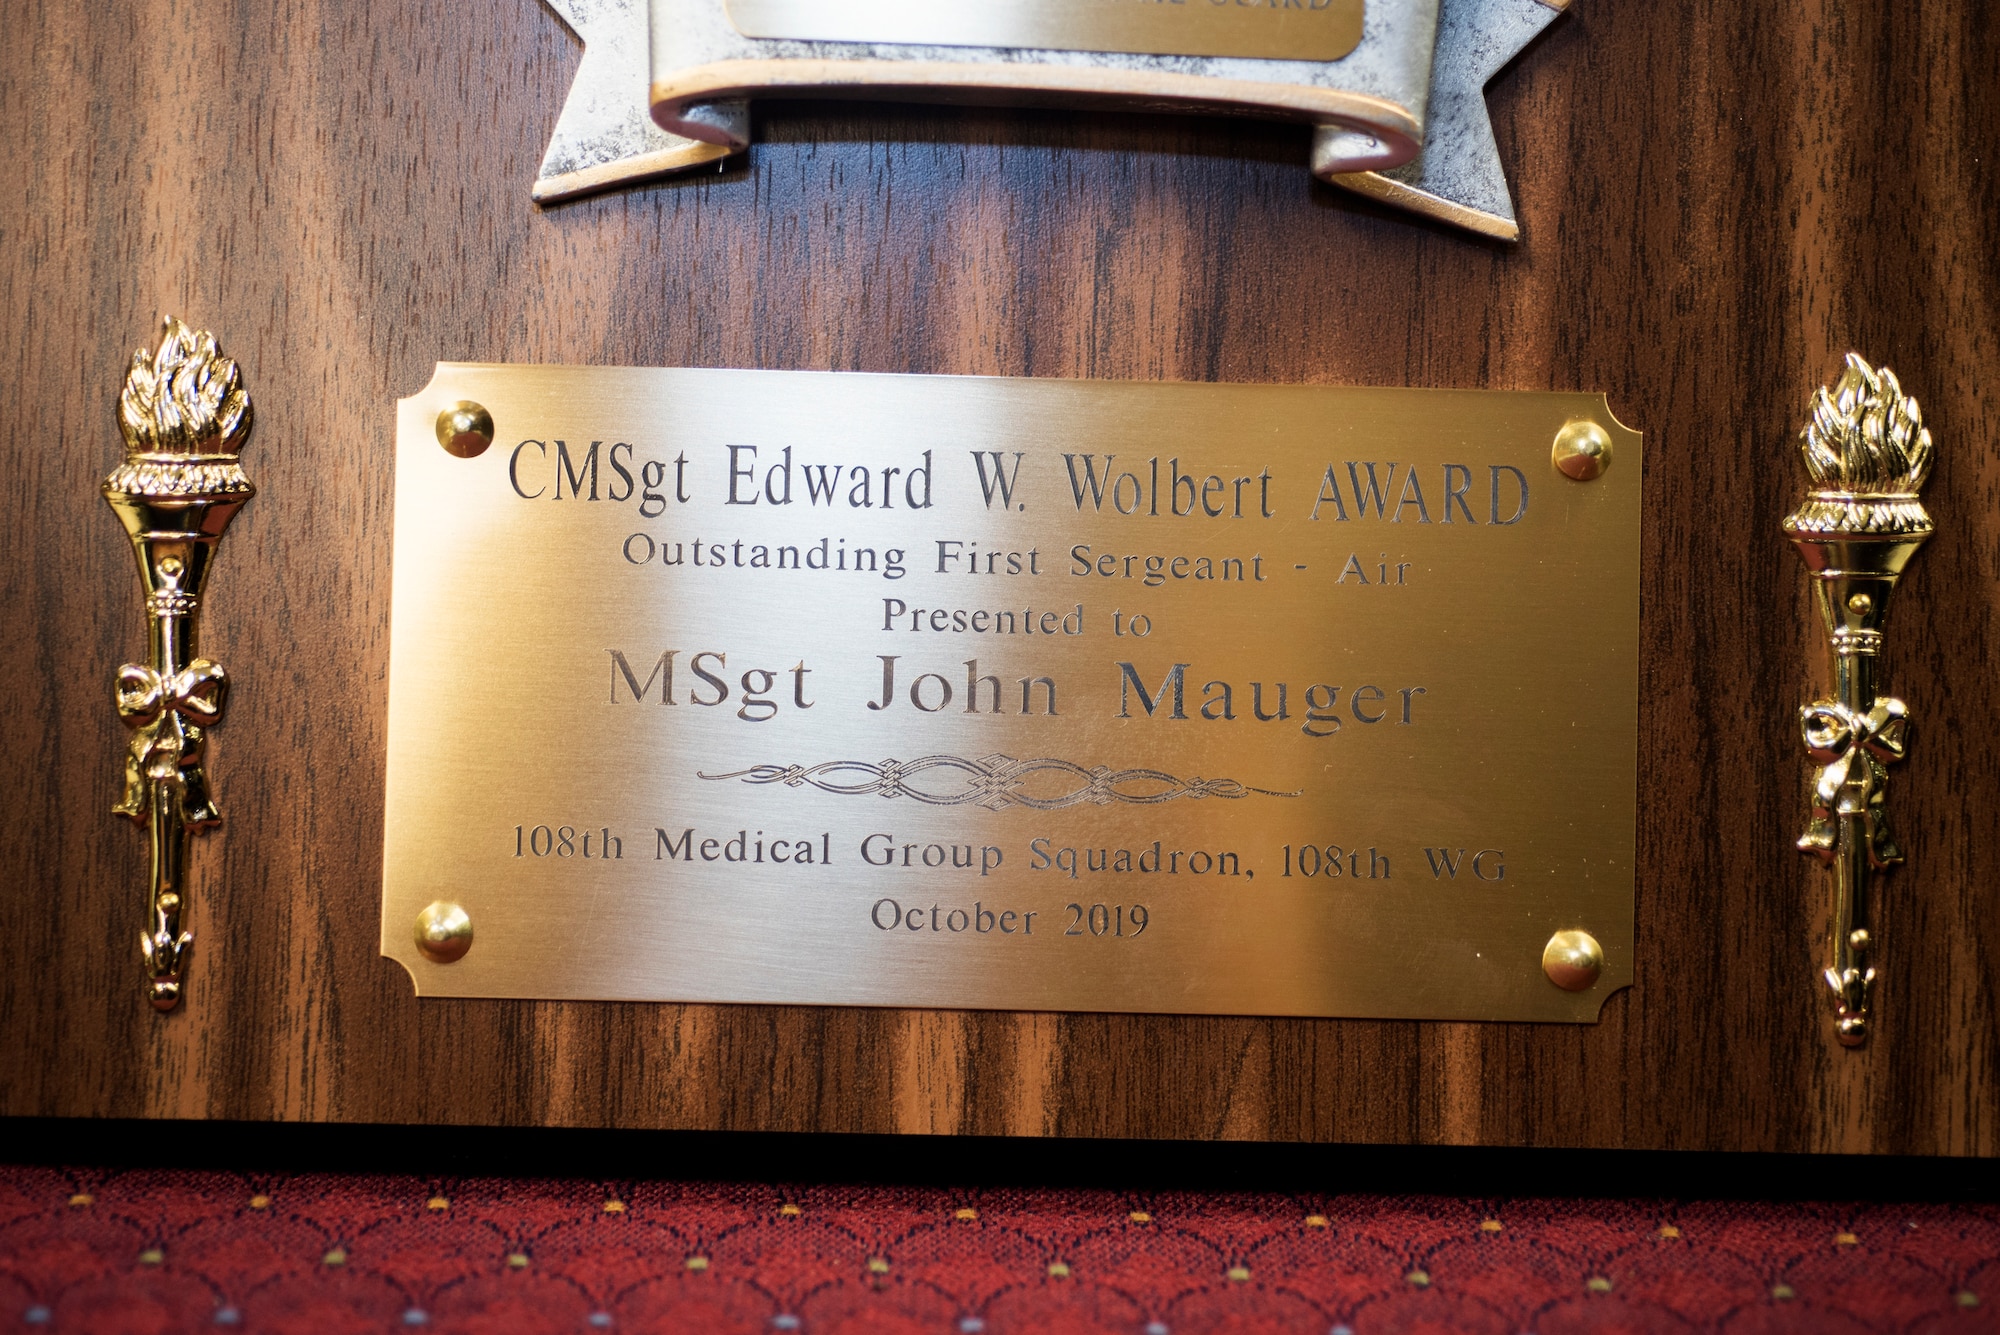 CMSgt Edward W. Wolbert AWARD
Outstanding First Sergeant - Air
Presented to
MSgt John Mauger
108th Medical Group Squadron, 108th WG
October 2019